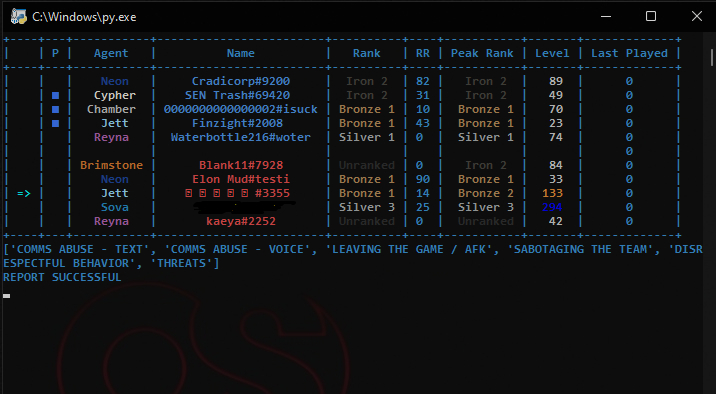 C:\Windows\py.exe
P Agent Name Rank RR Peak Rank Level Last Played
Neon Cradicorp#9200 Iron 2 82 Iron 2 89 0
Cypher SEN Trash#69420 Iron 2 31 Iron 2 49 0
Chamber 0000000000000002#isuck Bronze 1 10 Bronze 1 70 0
Jett Finzight#2008 Bronze 1 43 Bronze 1 23 0
Reyna Waterbottle216#woter Silver 1 0 Silver 1 74 0
0
Brimstone Blank11#7928 Unranked 0 Iron 2 84 0
Neon Elon Mud#testi Bronze 1 90 Bronze 1 33 0
=> Jett #3355 Bronze 1 14 Bronze 2 133 0
Sova Silver 3 25 Silver 3 294 0
Reyna kaeya#2252 Unranked 0 Unranked 42 0
['COMMS ABUSE - TEXT', 'COMMS ABUSE - VOICE', 'LEAVING THE GAME / AFK', 'SABOTAGING THE TEAM', 'DISR
ESPECTFUL BEHAVIOR', 'THREATS']
REPORT SUCCESSFUL